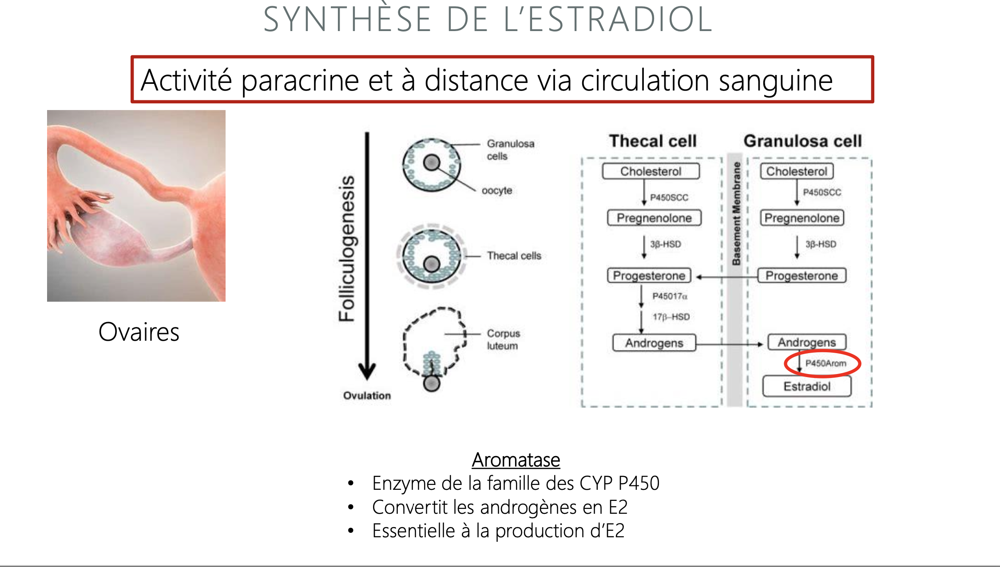 SYNTHÈSE DE L’ESTRADIOL
Activité paracrine et à distance via circulation sanguine
Ovaires
Folliculogenesis
Ovulation
Granulosa
cells
oocyte
Thecal cells
Corpus
luteum
Thecal cell
Cholesterol
P450SCC
Pregnenolone
3β-HSD
Progesterone
P45017α
17β-HSD
Androgens
Basement Membrane
Granulosa cell
Cholesterol
P450SCC
Pregnenolone
3β-HSD
Progesterone
Androgens
P450Arom
Estradiol
Aromatase
• Enzyme de la famille des CYP P450
• Convertit les androgènes en E2
• Essentielle à la production d’E2